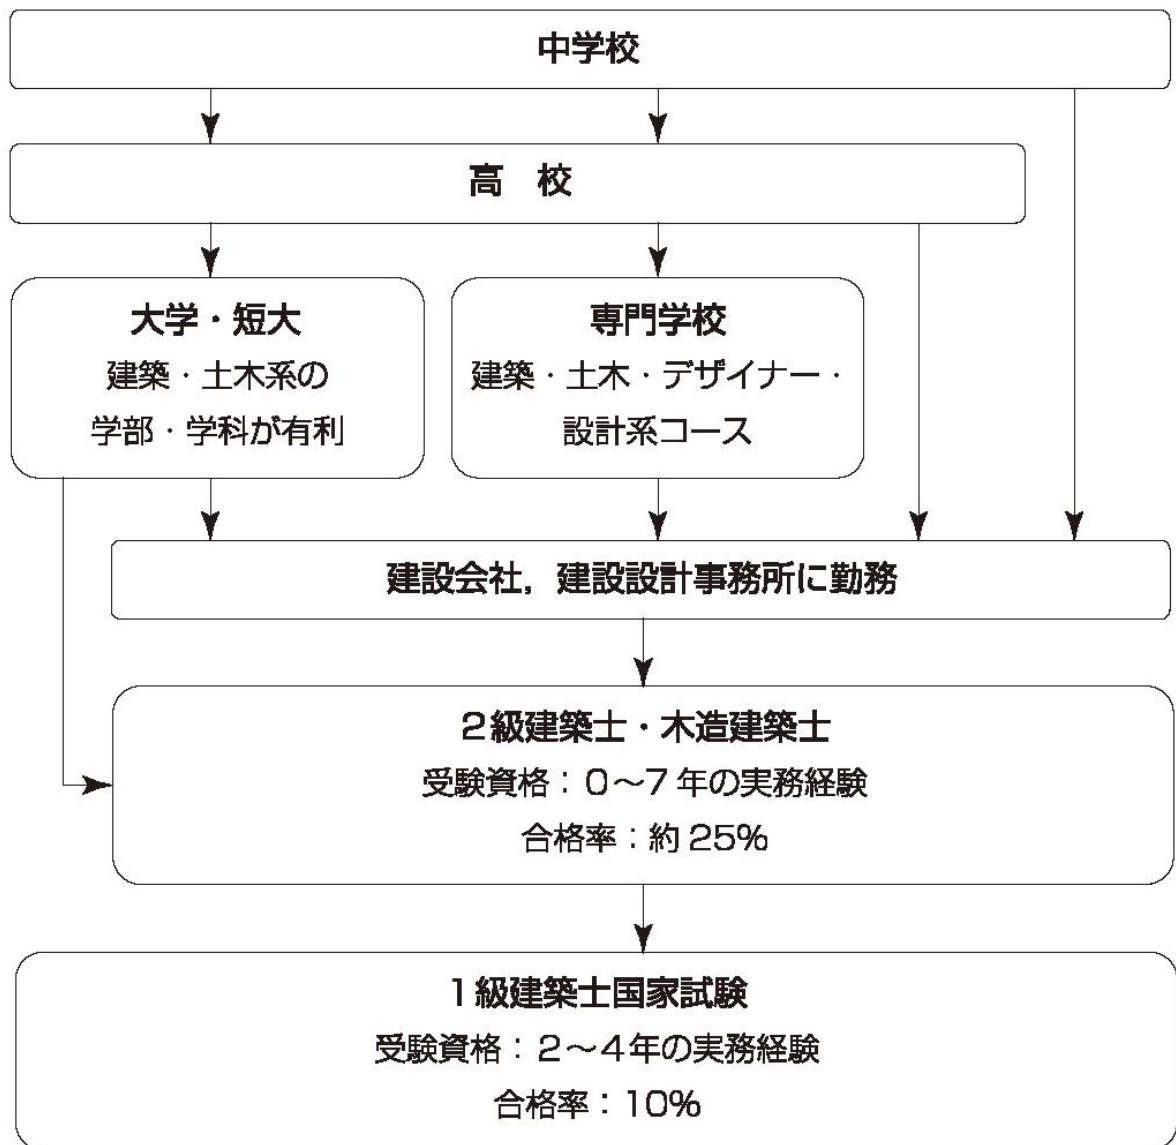 中学校
高　校
大学・短大
建築・土木系の
学部・学科が有利
専門学校
建築・土木・デザイナー・
設計系コース
建設会社，建設設計事務所に勤務
２級建築士・木造建築士
受験資格：０〜７年の実務経験
合格率：約25%
１級建築士国家試験
受験資格：２〜４年の実務経験
合格率：10%